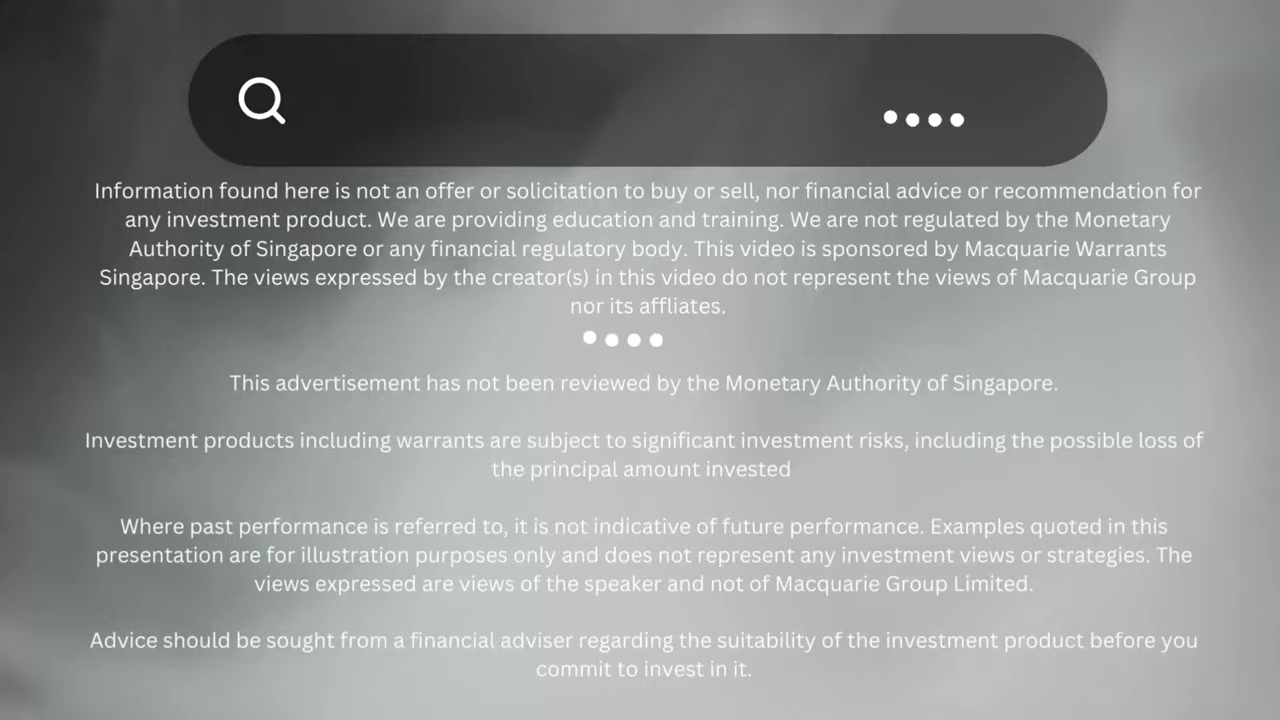 Information found here is not an offer or solicitation to buy or sell, nor financial advice or recommendation for
any investment product. We are providing education and training. We are not regulated by the Monetary
Authority of Singapore or any financial regulatory body. This video is sponsored by Macquarie Warrants
Singapore. The views expressed by the creator(s) in this video do not represent the views of Macquarie Group
nor its affliates.
This advertisement has not been reviewed by the Monetary Authority of Singapore.
Investment products including warrants are subject to significant investment risks, including the possible loss of
the principal amount invested
Where past performance is referred to, it is not indicative of future performance. Examples quoted in this
presentation are for illustration purposes only and does not represent any investment views or strategies. The
views expressed are views of the speaker and not of Macquarie Group Limited.
Advice should be sought from a financial adviser regarding the suitability of the investment product before you
commit to invest in it.